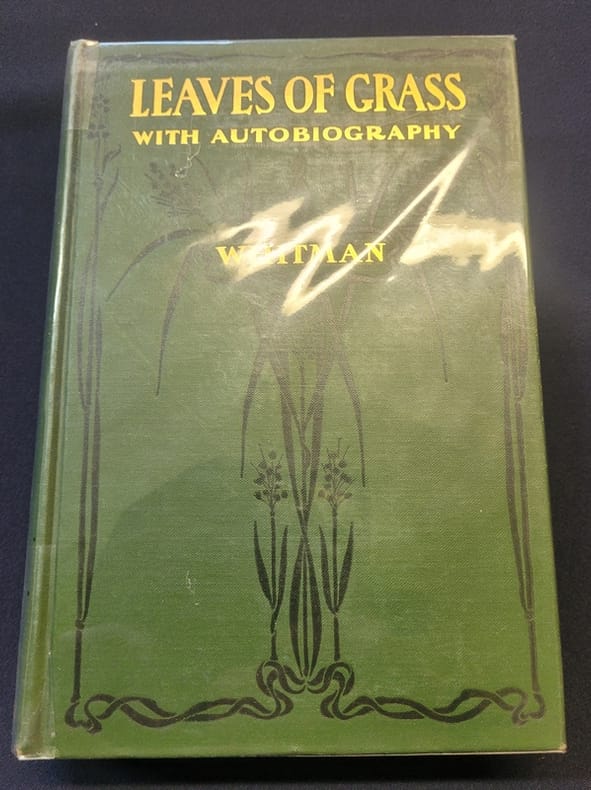 LEAVES OF GRASS
WITH AUTOBIOGRAPHY
WHITMAN